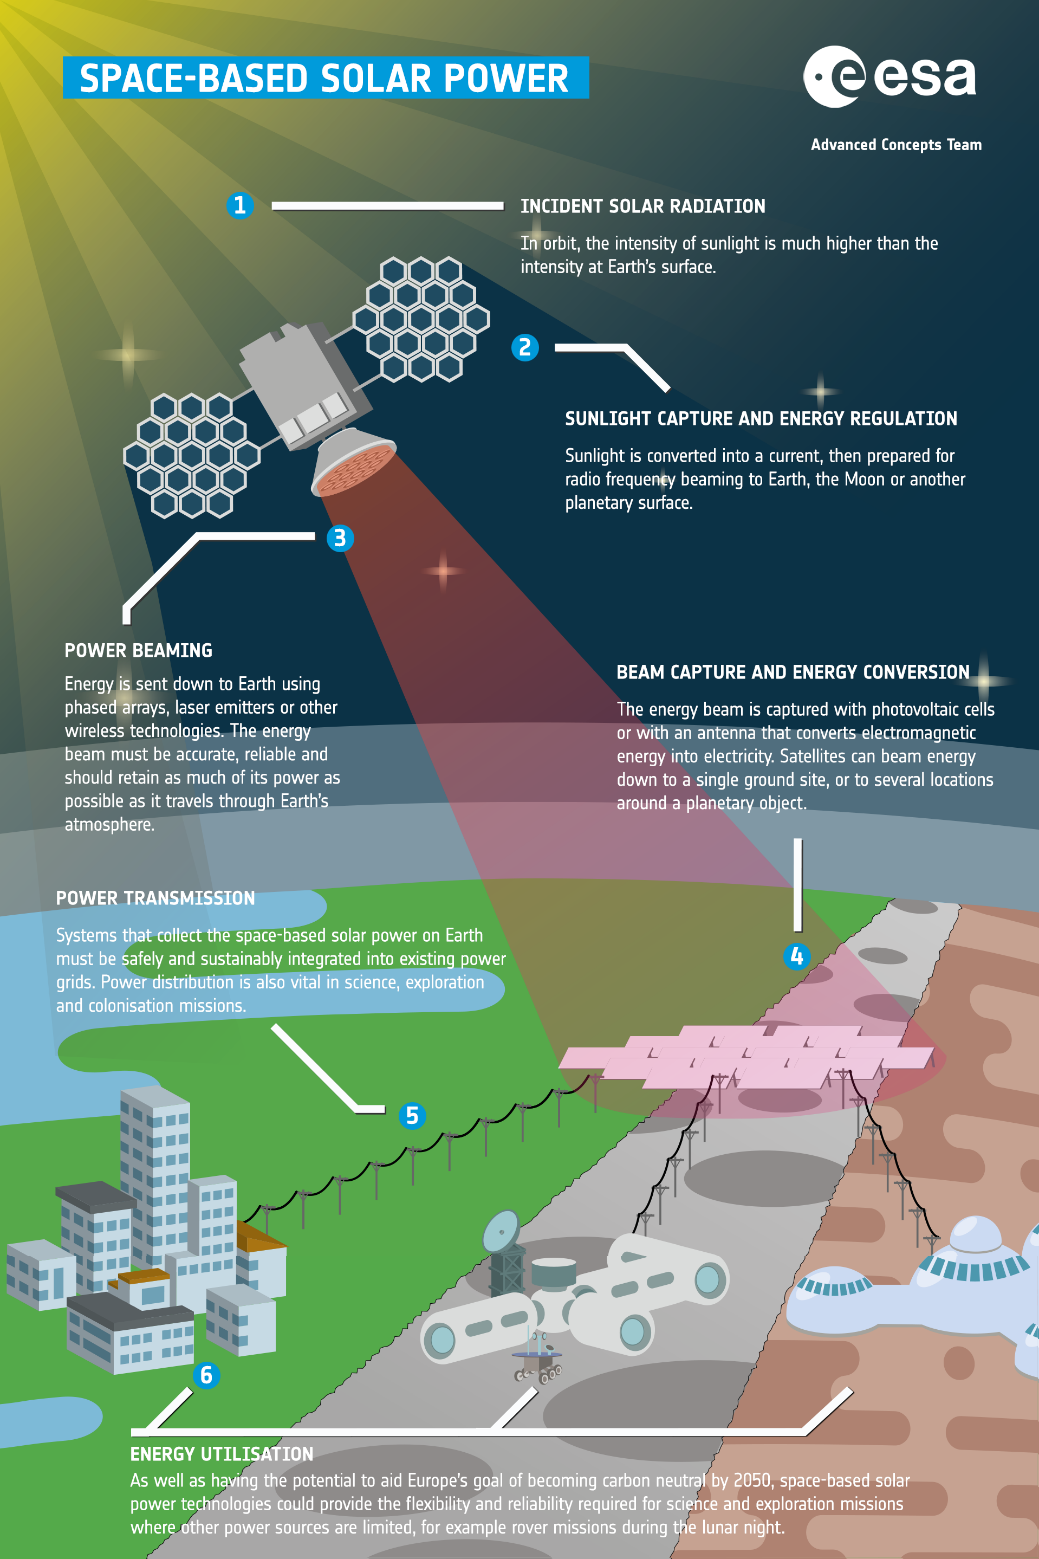 SPACE-BASED SOLAR POWER
esa
Advanced Concepts Team
1
INCIDENT SOLAR RADIATION
In orbit, the intensity of sunlight is much higher than the
intensity at Earth's surface.
2
SUNLIGHT CAPTURE AND ENERGY REGULATION
Sunlight is converted into a current, then prepared for
radio frequency beaming to Earth, the Moon or another
planetary surface.
3
POWER BEAMING
Energy is sent down to Earth using
phased arrays, laser emitters or other
wireless technologies. The energy
beam must be accurate, reliable and
should retain as much of its power as
possible as it travels through Earth's
atmosphere.
BEAM CAPTURE AND ENERGY CONVERSION
The energy beam is captured with photovoltaic cells
or with an antenna that converts electromagnetic
energy into electricity. Satellites can beam energy
down to a single ground site, or to several locations
around a planetary object.
4
POWER TRANSMISSION
Systems that collect the space-based solar power on Earth
must be safely and sustainably integrated into existing power
grids. Power distribution is also vital in science, exploration
and colonisation missions.
5
6
ENERGY UTILISATION
As well as having the potential to aid Europe's goal of becoming carbon neutral by 2050, space-based solar
power technologies could provide the flexibility and reliability required for science and exploration missions
where other power sources are limited, for example rover missions during the lunar night.